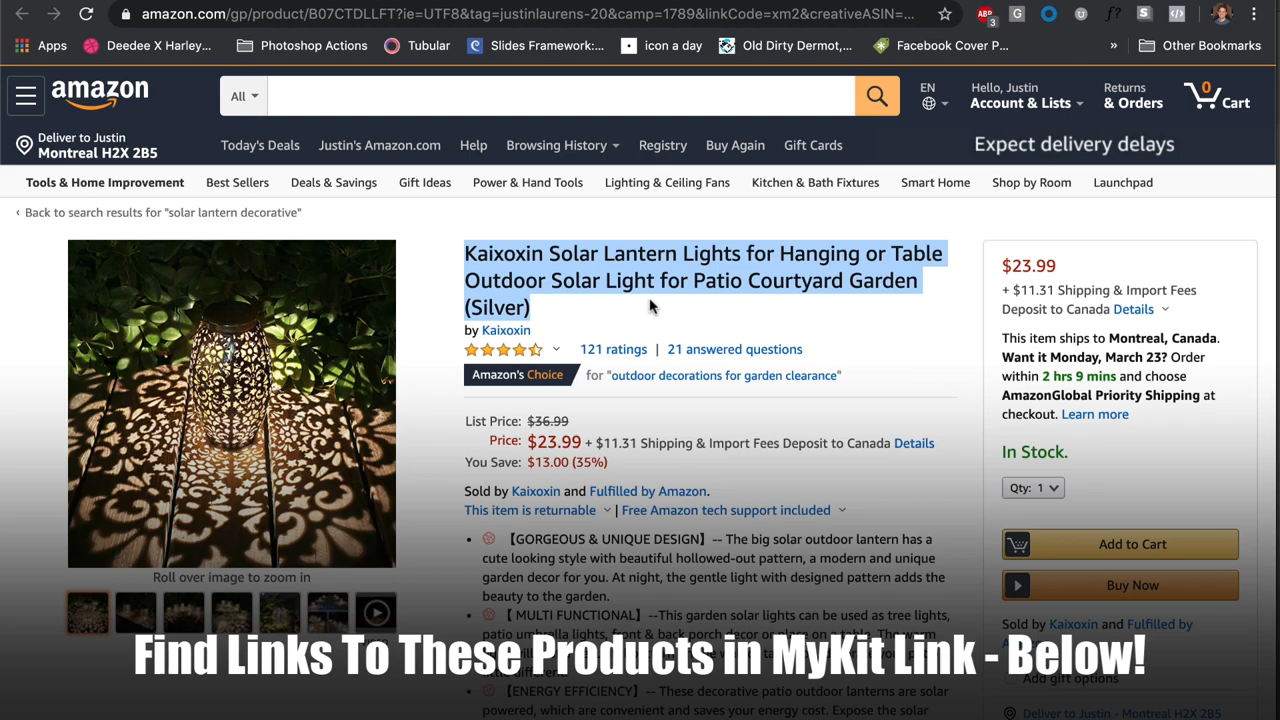 amazon.com/gp/product/B07CTDLLFT?ie=UTF8&tag=justinlaurens-20&camp=1789&linkCode=xm2&creativeASIN=...
ABP 3 G f? S
Apps Deedee X Harley... Photoshop Actions Tubular Slides Framework:... icon a day Old Dirty Dermot,... Facebook Cover P... » Other Bookmarks
amazon All EN Hello, Justin Account & Lists Returns & Orders 0 Cart
Deliver to Justin
Montreal H2X 2B5
Today's Deals Justin's Amazon.com Help Browsing History Registry Buy Again Gift Cards Expect delivery delays
Tools & Home Improvement Best Sellers Deals & Savings Gift Ideas Power & Hand Tools Lighting & Ceiling Fans Kitchen & Bath Fixtures Smart Home Shop by Room Launchpad
‹ Back to search results for "solar lantern decorative"
Roll over image to zoom in
Kaixoxin Solar Lantern Lights for Hanging or Table
Outdoor Solar Light for Patio Courtyard Garden
(Silver)
by Kaixoxin
121 ratings | 21 answered questions
Amazon's Choice for "outdoor decorations for garden clearance"
List Price: $36.99
Price: $23.99 + $11.31 Shipping & Import Fees Deposit to Canada Details
You Save: $13.00 (35%)
Sold by Kaixoxin and Fulfilled by Amazon.
This item is returnable | Free Amazon tech support included
• 【GORGEOUS & UNIQUE DESIGN】-- The big solar outdoor lantern has a
cute looking style with beautiful hollowed-out pattern, a modern and unique
garden decor for you. At night, the gentle light with designed pattern adds the
beauty to the garden.
• 【 MULTI FUNCTIONAL】--This garden solar lights can be used as tree lights,
patio umbrella lights, front & back porch decor or place on a table. The warm
• 【ENERGY EFFICIENCY】-- These decorative patio outdoor lanterns are solar
powered, which are convenient and saves your energy cost. Expose the solar
$23.99
+ $11.31 Shipping & Import Fees
Deposit to Canada Details
This item ships to Montreal, Canada.
Want it Monday, March 23? Order
within 2 hrs 9 mins and choose
AmazonGlobal Priority Shipping at
checkout. Learn more
In Stock.
Qty: 1
Add to Cart
Buy Now
Sold by Kaixoxin and Fulfilled by
Add gift options
Deliver to Justin - Montreal H2X 2B5
Find Links To These Products in MyKit Link - Below!